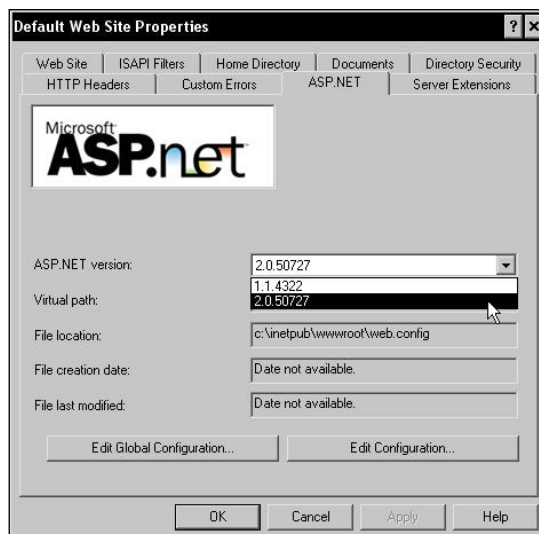 Default Web Site Properties ? X
Web Site ISAPI Filters Home Directory Documents Directory Security
HTTP Headers Custom Errors ASP.NET Server Extensions
Microsoft
ASP.net
ASP.NET version: 2.0.50727
1.1.4322
Virtual path: 2.0.50727
File location: c:\inetpub\wwwroot\web.config
File creation date: Date not available.
File last modified: Date not available.
Edit Global Configuration... Edit Configuration...
OK Cancel Apply Help